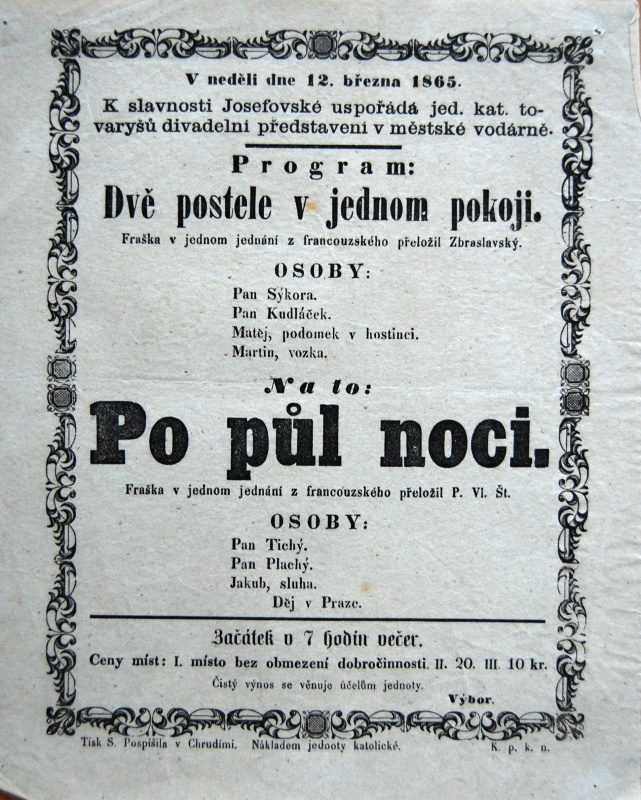 V neděli dne 12. března 1865.
K slavnosti Josefovské uspořádá jed. kat. to-
varyšů divadelni představeni v městské vodárně.
Program:
Dvě postele v jednom pokoji.
Fraška v jednom jednání z francouzského přeložil Zbraslavský.
OSOBY:
Pan Sýkora.
Pan Kudláček.
Matěj, podomek v hostinci.
Martin, vozka.
Na to:
Po půl noci.
Fraška v jednom jednání z francouzského přeložil P. Vl. Št.
OSOBY:
Pan Tichý.
Pan Plachý.
Jakub, sluha.
Děj v Praze.
Začátek v 7 hodin večer.
Ceny míst: I. místo bez obmezení dobročinnosti. II. 20. III 10 kr.
Čistý výnos se věnuje účelům jednoty.
Výbor.
Tisk S. Pospíšila v Chrudími. Nákladem jednoty katolické. K. p. k. n.